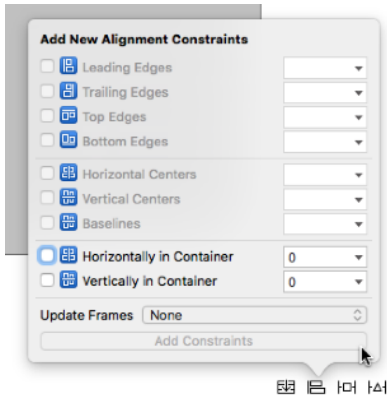 Add New Alignment Constraints
Leading Edges
Trailing Edges
Top Edges
Bottom Edges
Horizontal Centers
Vertical Centers
Baselines
Horizontally in Container 0
Vertically in Container 0
Update Frames None
Add Constraints